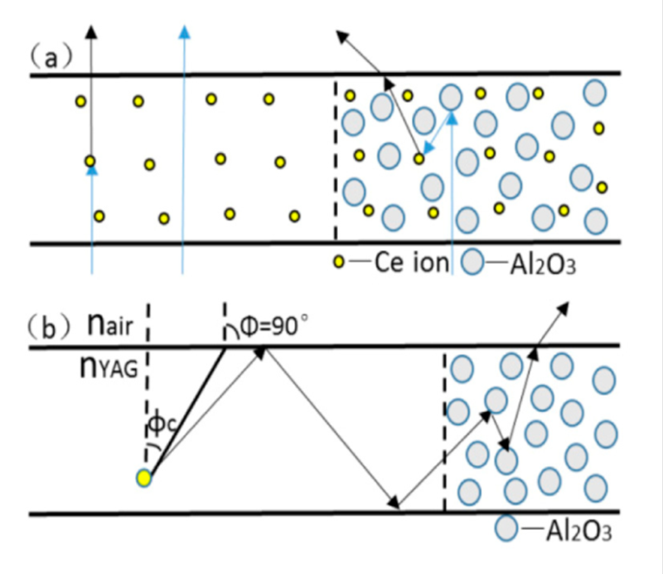 (a)
Ce ion — Al2O3
(b) nair Φ=90°
nYAG
ϕc
—Al2O3